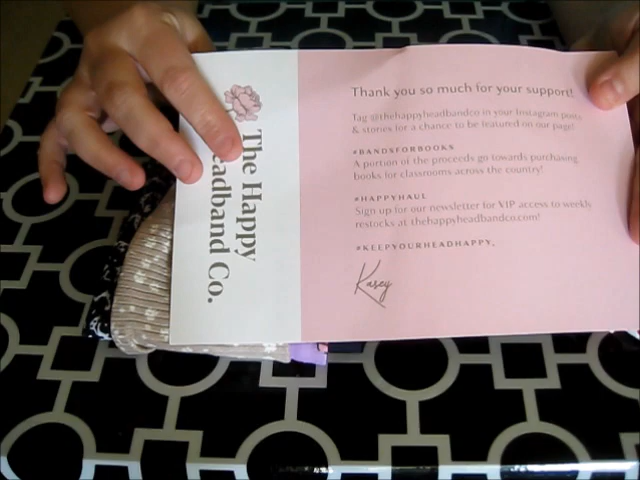 The Happy
eadband Co.
Thank you so much for your support!
Tag @thehappyheadbandco in your Instagram posts
& stories for a chance to be featured on our page!
#BANDSFORBOOKS
A portion of the proceeds go towards purchasing
books for classrooms across the country!
#HAPPYHAUL
Sign up for our newsletter for VIP access to weekly
restocks at thehappyheadbandco.com!
#KEEPYOURHEADHAPPY,
Kasey